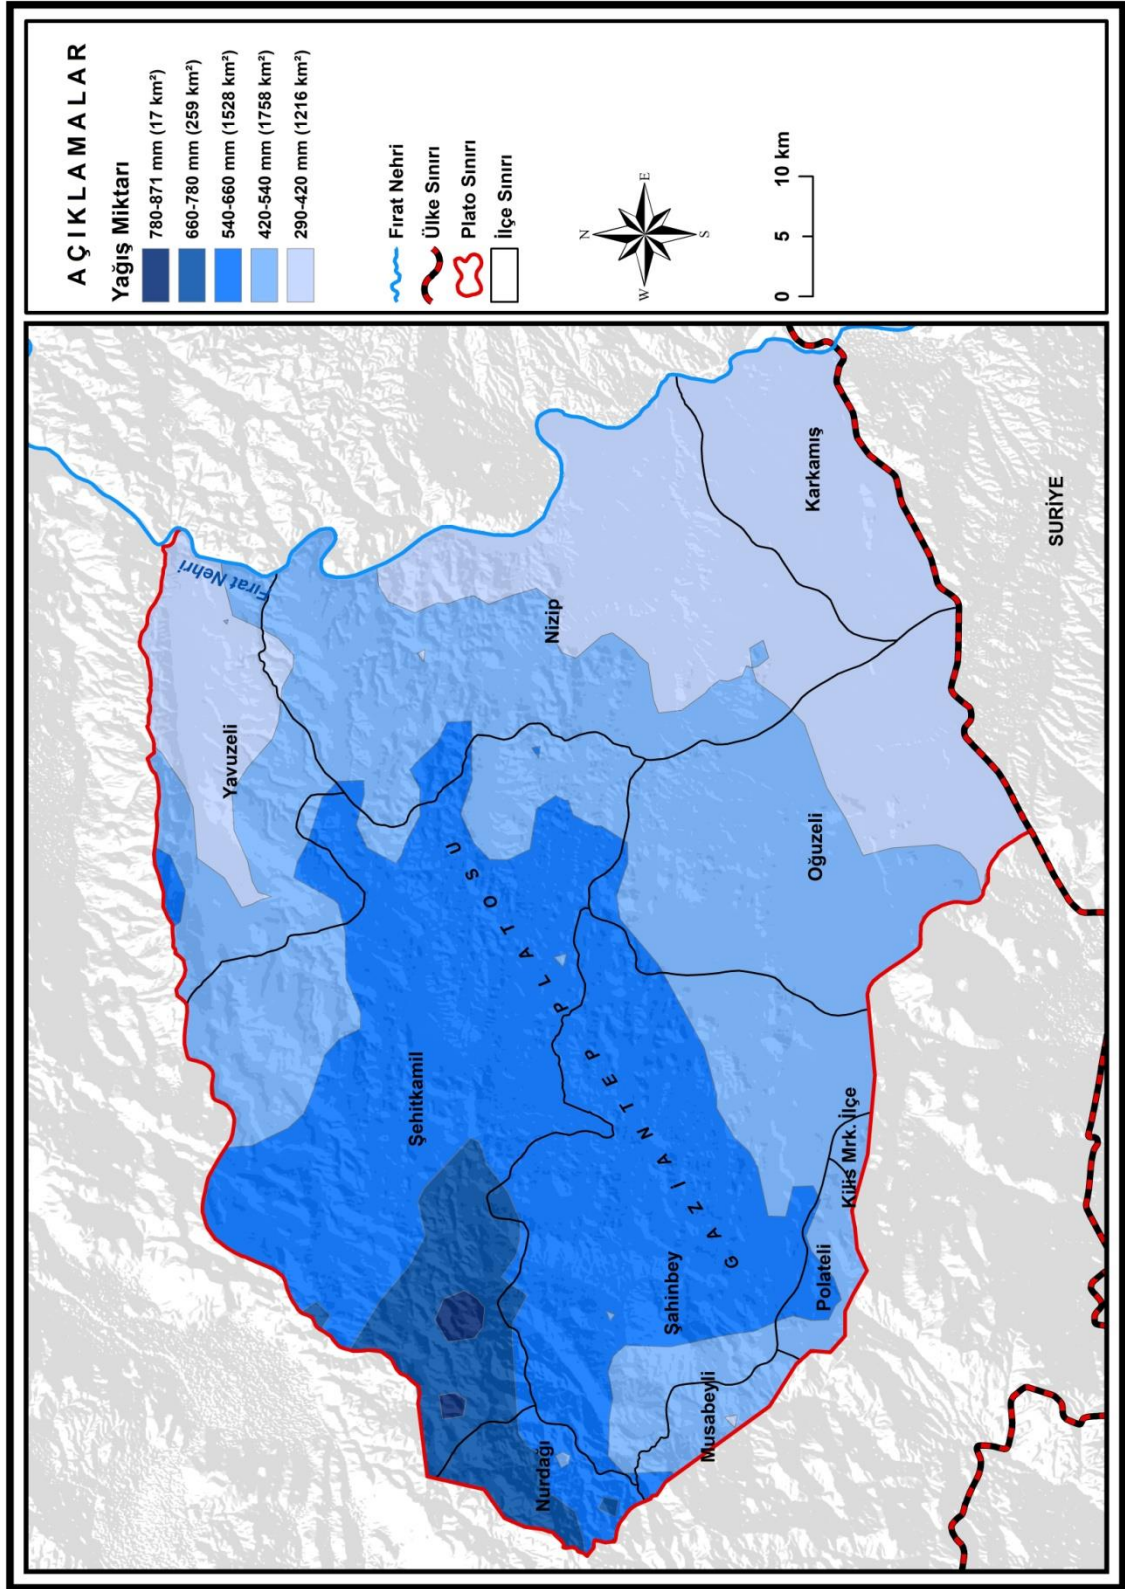 AÇIKLAMALAR
Yağış Miktarı
780-871 mm (17 km²)
660-780 mm (259 km²)
540-660 mm (1528 km²)
420-540 mm (1758 km²)
290-420 mm (1216 km²)
Fırat Nehri
Ülke Sınırı
Plato Sınırı
İlçe Sınırı
N
W
E
S
0 5 10 km
Fırat Nehri
Yavuzeli
Nizip
Karkamış
SURİYE
Şehitkamil
GAZİANTEP PLATOSU
Oğuzeli
Nurdağı
Şahinbey
Musabeyli
Polateli
Kilis Mrk. İlçe